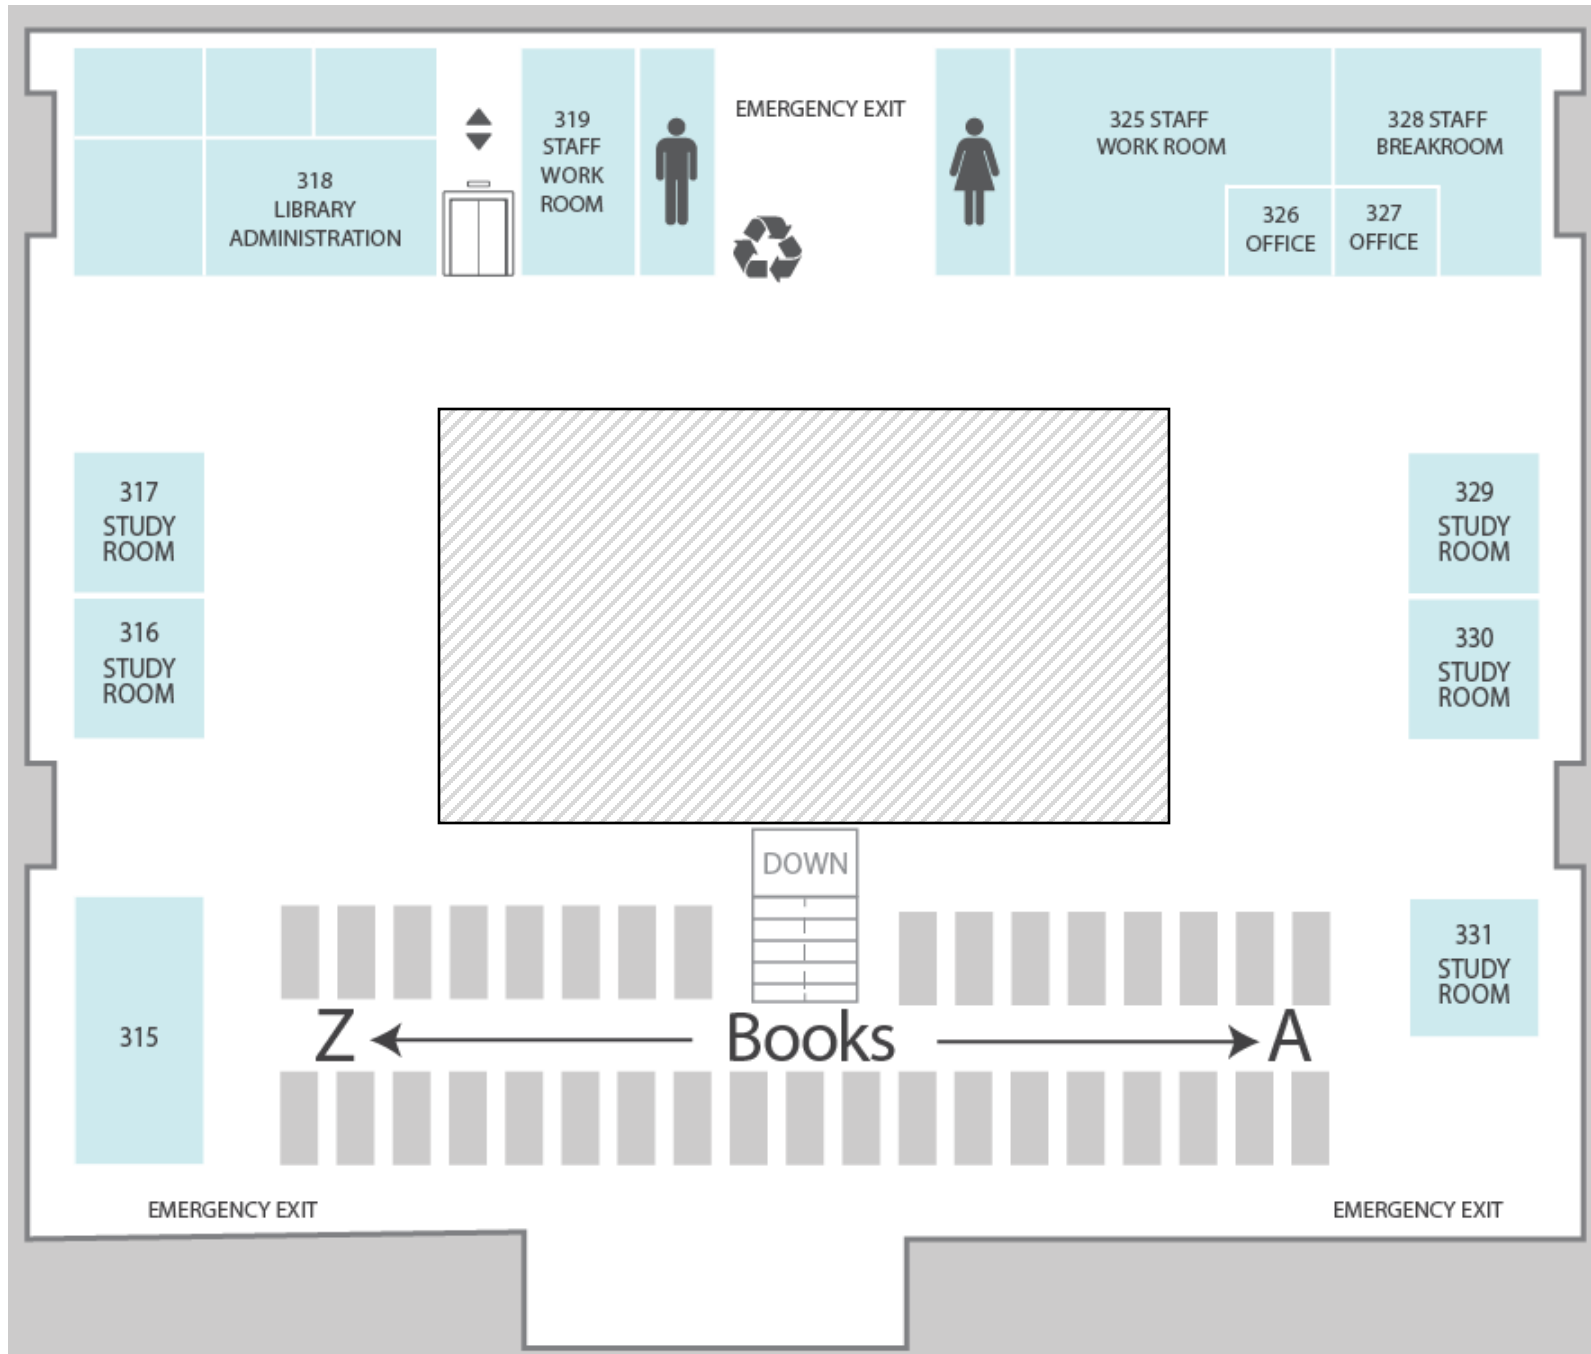 318
LIBRARY
ADMINISTRATION
319
STAFF
WORK
ROOM
EMERGENCY EXIT
325 STAFF
WORK ROOM
326
OFFICE
327
OFFICE
328 STAFF
BREAKROOM
317
STUDY
ROOM
316
STUDY
ROOM
329
STUDY
ROOM
330
STUDY
ROOM
DOWN
315
Z
Books
A
331
STUDY
ROOM
EMERGENCY EXIT
EMERGENCY EXIT